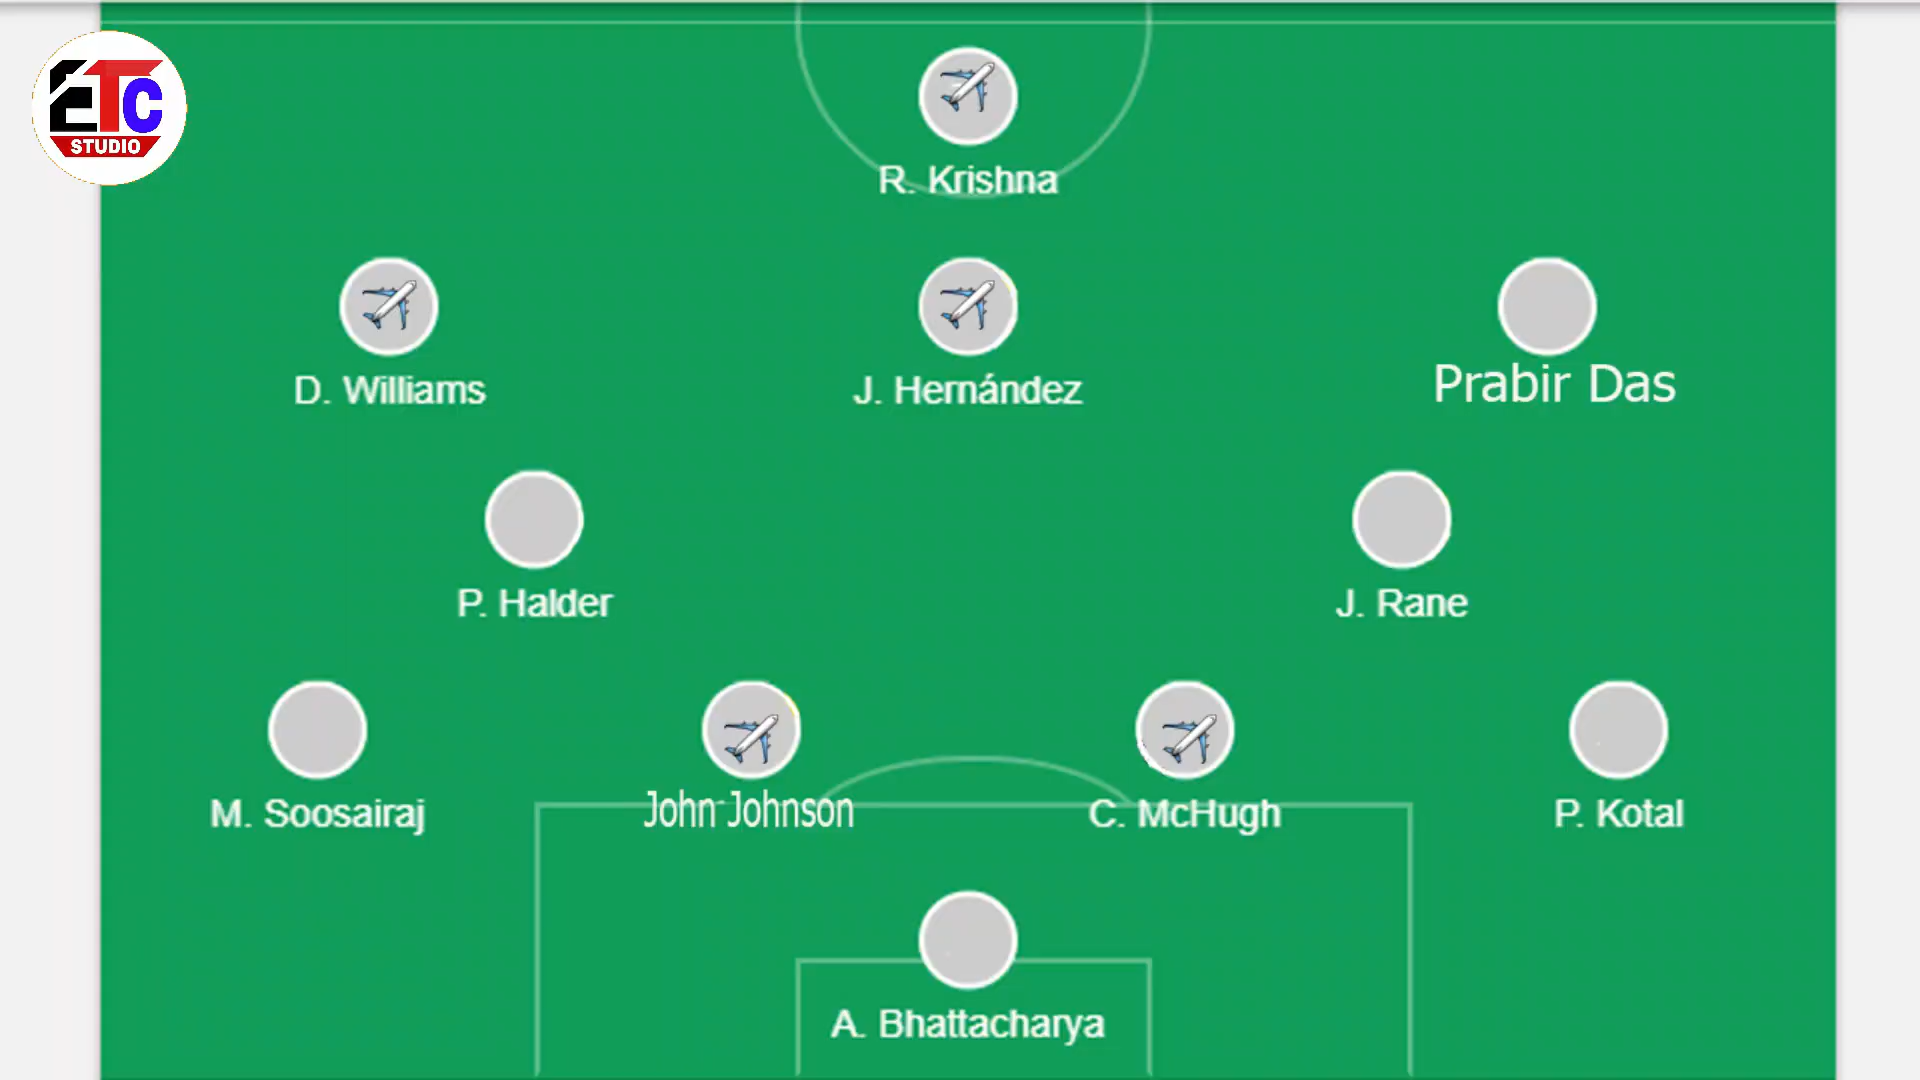 ETC
STUDIO
R. Krishna
D. Williams
J. Hernández
Prabir Das
P. Halder
J. Rane
M. Soosairaj
John Johnson
C. McHugh
P. Kotal
A. Bhattacharya